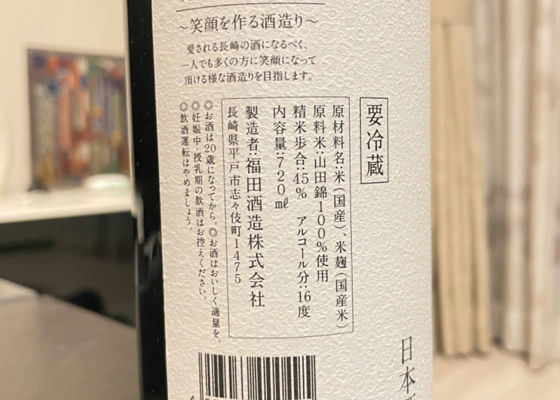 ～笑顔を作る酒造り～
愛される長崎の酒になるべく、
一人でも多くの方に笑顔になって
頂ける様な酒造りを目指します。
要冷蔵
原材料名:米(国産)、米麹(国産米)
原料米:山田錦100%使用
精米歩合:45% アルコール分:16度
内容量:720㎖
製造者:福田酒造株式会社
長崎県平戸市志々伎町1475
◎お酒は20歳になってから。◎お酒はおいしく適量を。
◎妊娠中・授乳期の飲酒はお控えください。
◎飲酒運転はやめましょう。
日本